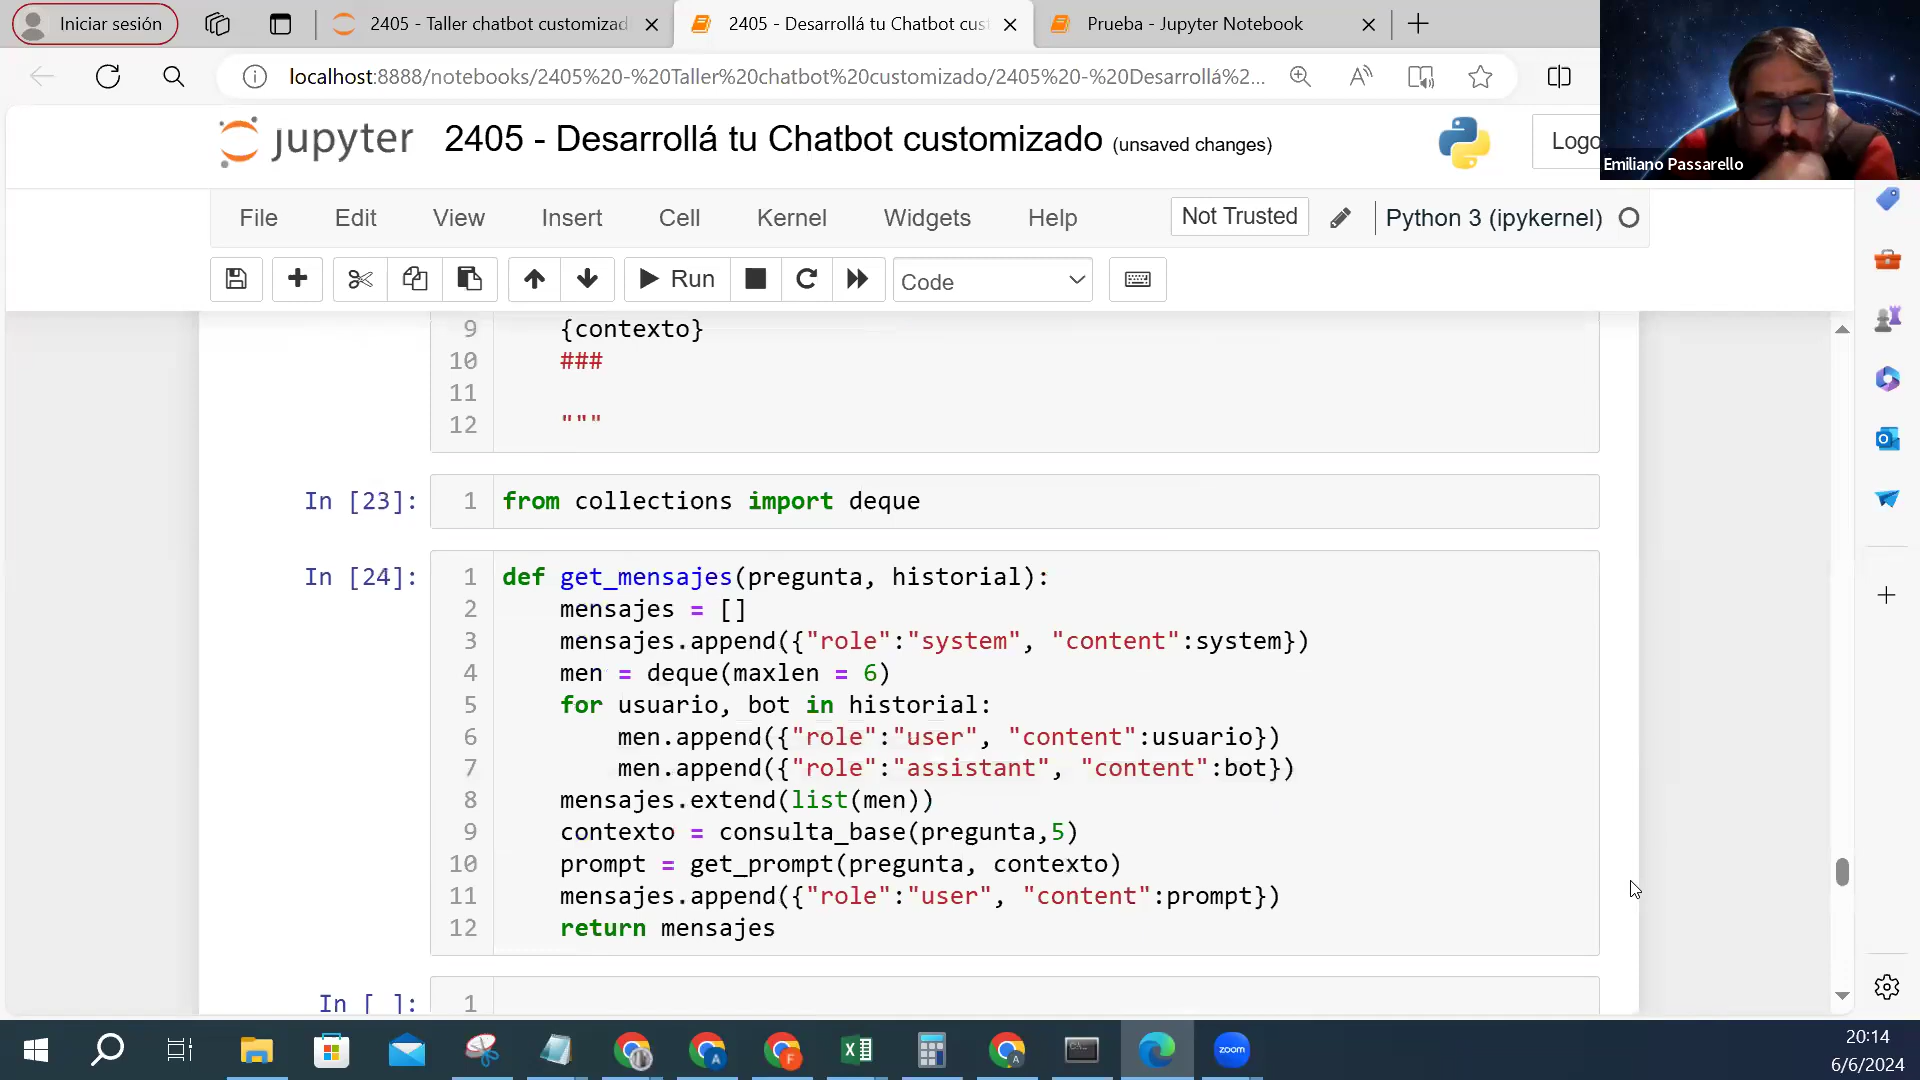 Iniciar sesión
2405 - Taller chatbot customizad
2405 - Desarrollá tu Chatbot cus
Prueba - Jupyter Notebook
localhost:8888/notebooks/2405%20-%20Taller%20chatbot%20customizado/2405%20-%20Desarrollá%2...
jupyter
2405 - Desarrollá tu Chatbot customizado (unsaved changes)
Logo
Emiliano Passarello
File Edit View Insert Cell Kernel Widgets Help
Not Trusted
Python 3 (ipykernel)
Run
Code
9 {contexto}
10 ###
11
12 """
In [23]: 1 from collections import deque
In [24]: 1 def get_mensajes(pregunta, historial):
2 mensajes = []
3 mensajes.append({"role":"system", "content":system})
4 men = deque(maxlen = 6)
5 for usuario, bot in historial:
6 men.append({"role":"user", "content":usuario})
7 men.append({"role":"assistant", "content":bot})
8 mensajes.extend(list(men))
9 contexto = consulta_base(pregunta,5)
10 prompt = get_prompt(pregunta, contexto)
11 mensajes.append({"role":"user", "content":prompt})
12 return mensajes
In [ ]: 1
zoom
20:14
6/6/2024